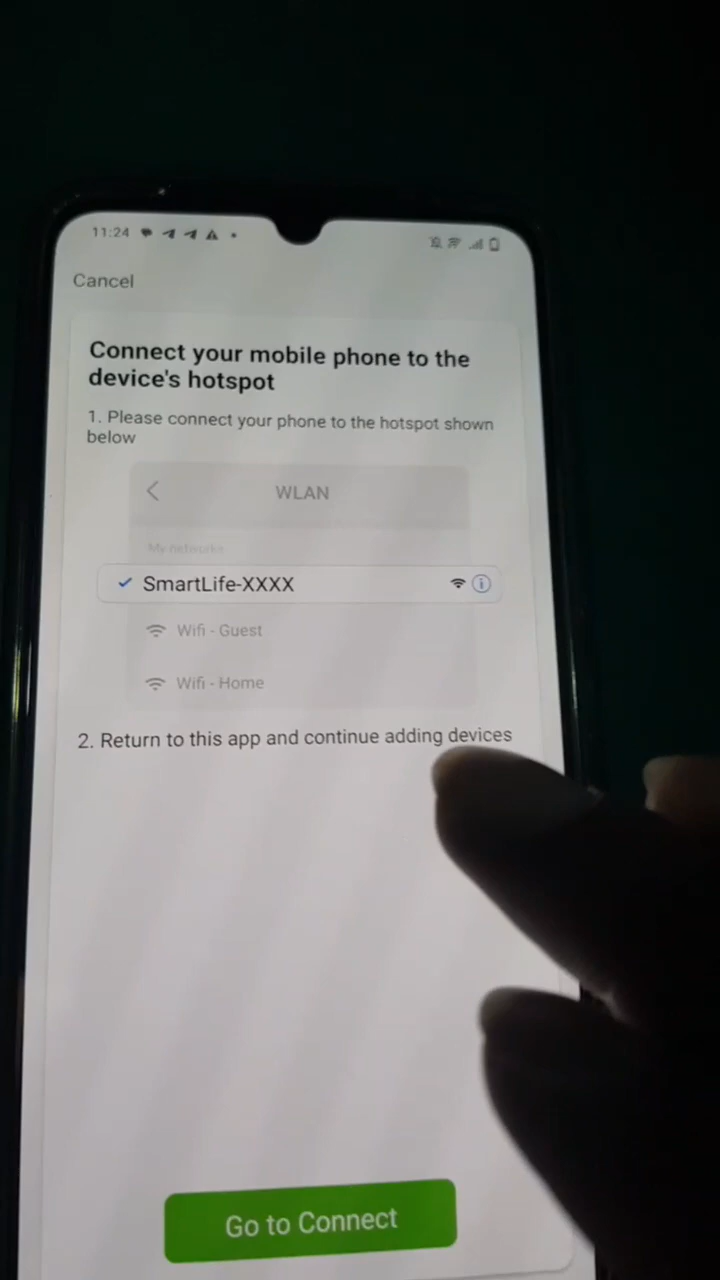 11:24
Cancel
Connect your mobile phone to the
device's hotspot
1. Please connect your phone to the hotspot shown
below
WLAN
My networks
SmartLife-XXXX
Wifi - Guest
Wifi - Home
2. Return to this app and continue adding devices
Go to Connect